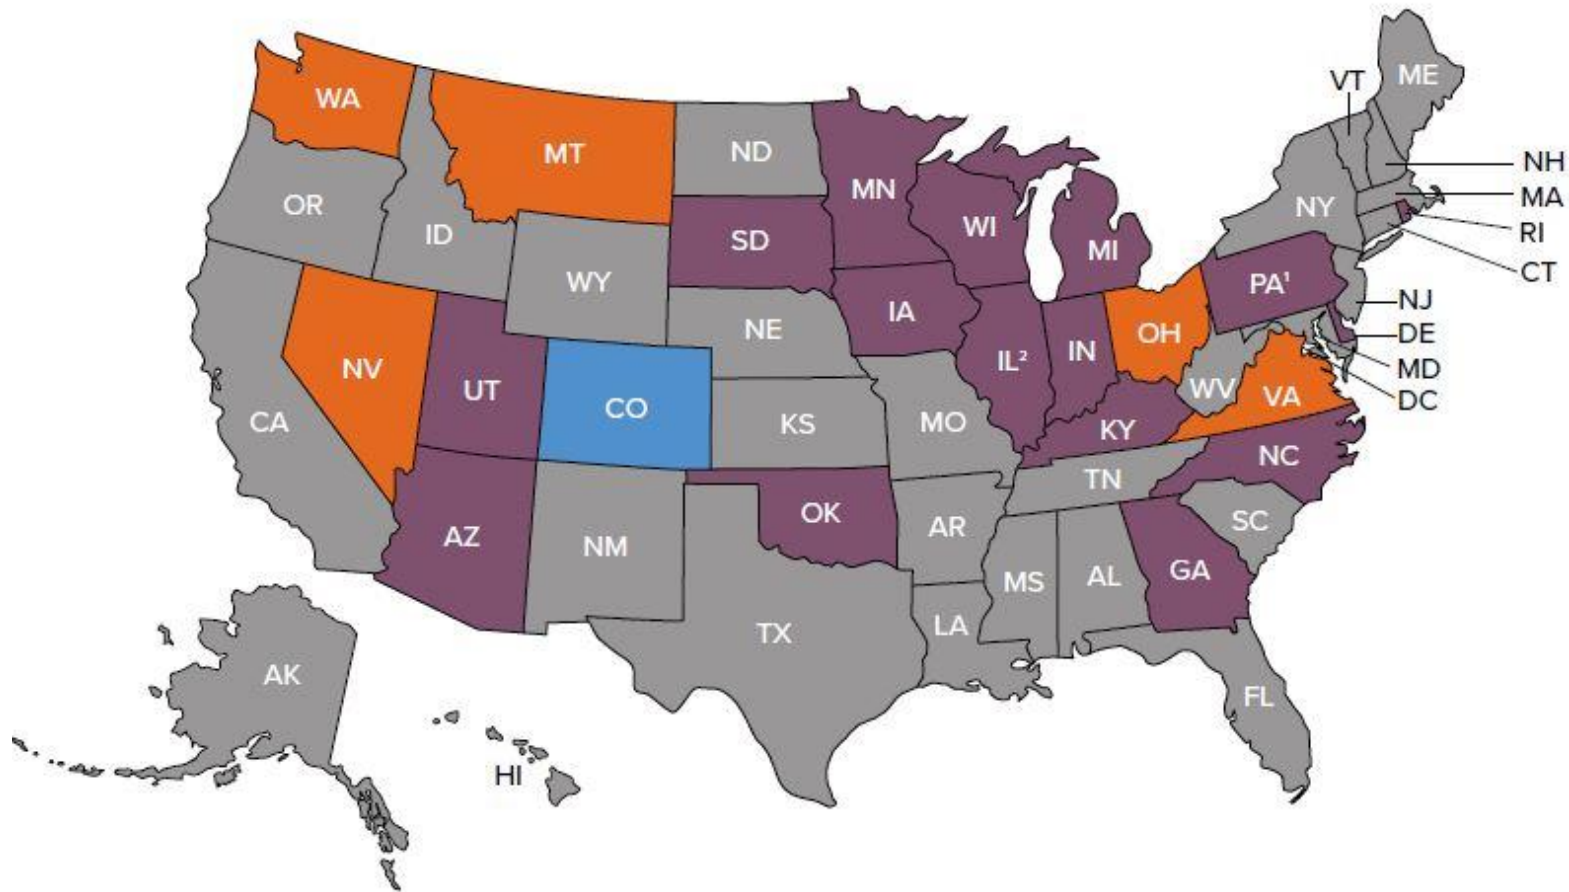 ME
VT
WA
MT
ND
NH
MN
MA
OR
NY
WI
RI
ID
SD
MI
CT
WY
PA¹
NJ
IA
NE
OH
DE
IN
IL²
NV
MD
UT
WV
VA
DC
CO
CA
KS
MO
KY
NC
TN
OK
SC
AZ
AR
NM
GA
MS
AL
LA
TX
AK
FL
HI